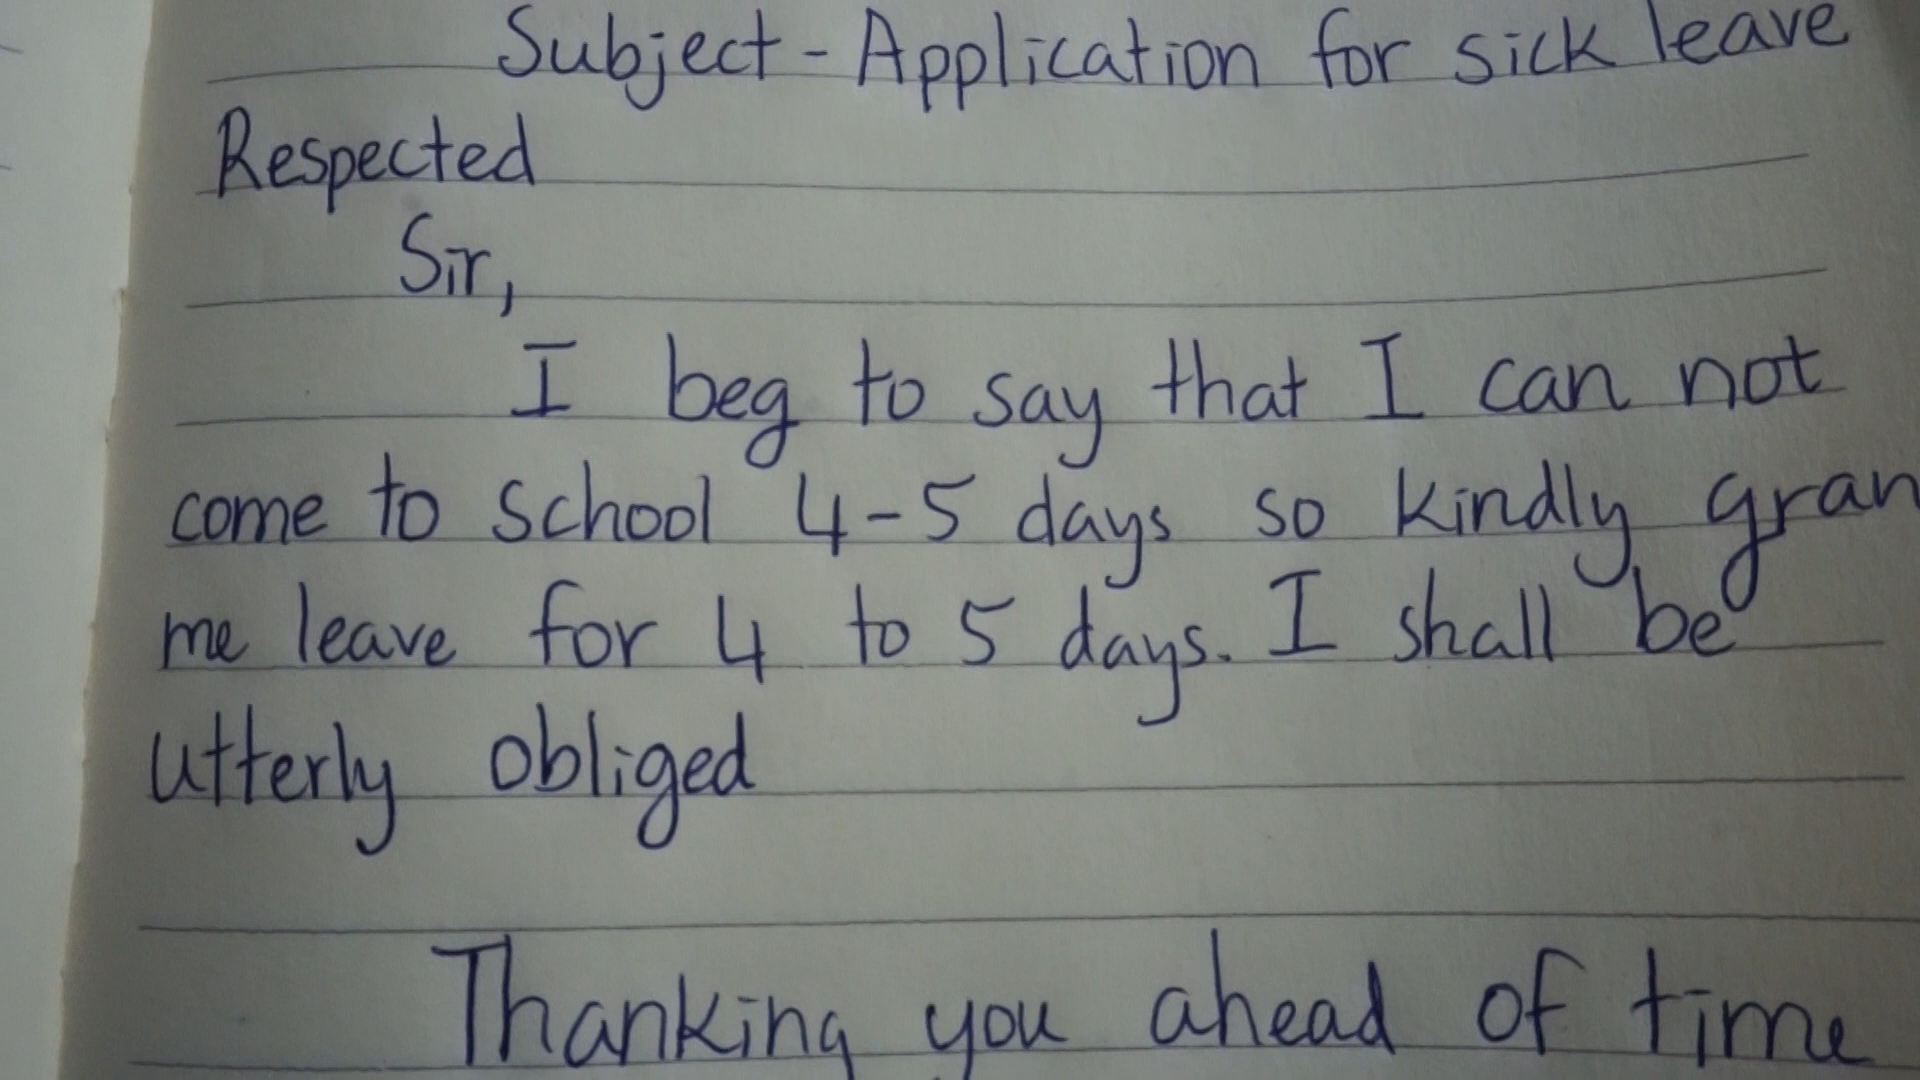 Subject - Application for sick leave
Respected
Sir,
I beg to say that I can not
come to school 4-5 days so kindly gran
me leave for 4 to 5 days. I shall be
utterly obliged
Thanking you ahead of time